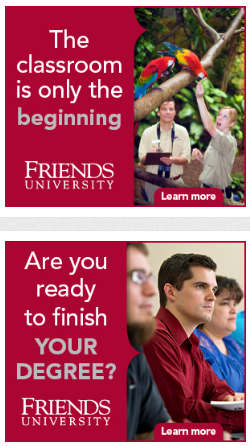 The
classroom
is only the
beginning
FRIENDS
UNIVERSITY
Learn more
Are you
ready
to finish
YOUR
DEGREE?
FRIENDS
UNIVERSITY
Learn more